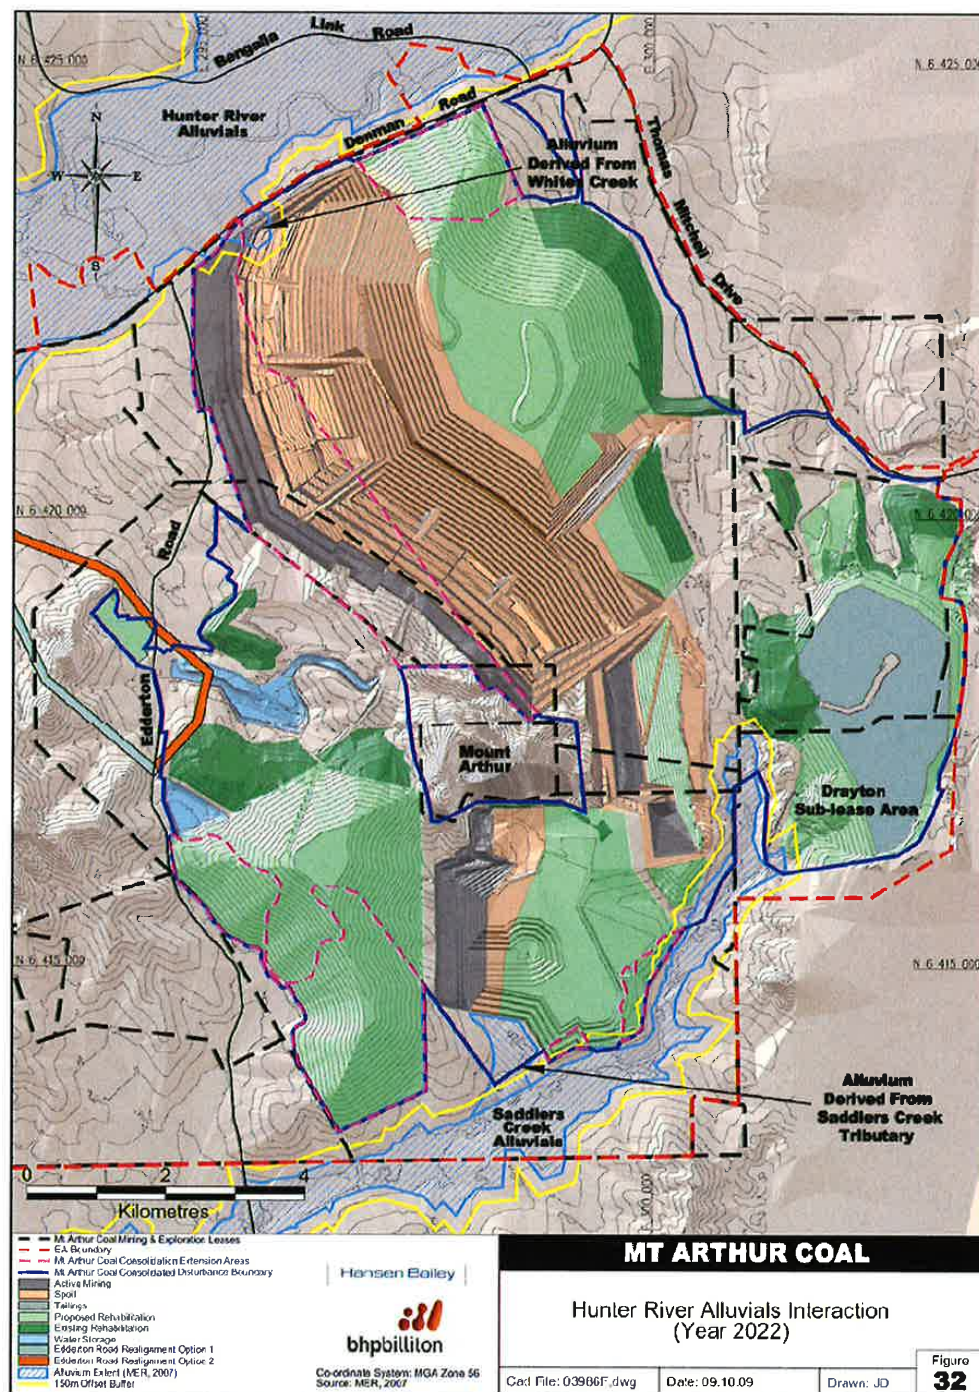 Bengalla Link Road
N 6 425 000
E 295 000
E 300 000
N 6 425 000
Hunter River
Alluvials
Denman Road
Alluvium
Derived From
Whites Creek
N
W
E
S
Thomas Mitchell Drive
N 6 420 000
N 6 420 000
Road
Edderton
Mount
Arthur
Drayton
Sub-lease Area
N 6 415 000
N 6 415 000
Alluvium
Derived From
Saddlers Creek
Tributary
Saddlers
Creek
Alluvials
0 2 4
Kilometres
Mt Arthur Coal Mining & Exploration Leases
EA Boundary
Mt Arthur Coal Consolidation Extension Areas
Mt Arthur Coal Consolidated Disturbance Boundary
Active Mining
Spoil
Tailings
Proposed Rehabilitation
Existing Rehabilitation
Water Storage
Edderton Road Realignment Option 1
Edderton Road Realignment Option 2
Alluvium Extent (MER, 2007)
150m Offset Buffer
Hansen Bailey
bhpbilliton
Co-ordinate System: MGA Zone 56
Source: MER, 2007
MT ARTHUR COAL
Hunter River Alluvials Interaction
(Year 2022)
Cad File: 03986F.dwg
Date: 09.10.09
Drawn: JD
Figure
32